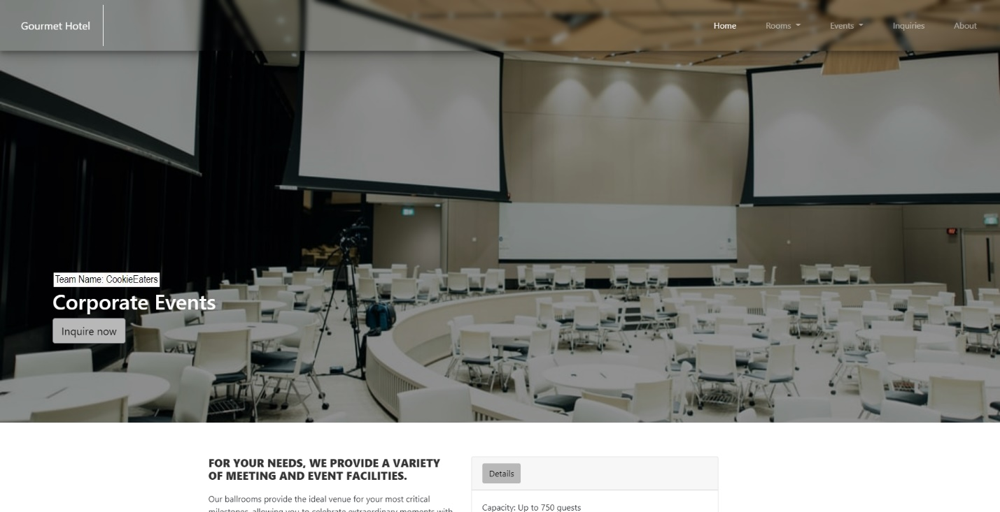 Gourmet Hotel
Home Rooms Events Inquiries About
Team Name: CookieEaters
Corporate Events
Inquire now
FOR YOUR NEEDS, WE PROVIDE A VARIETY
OF MEETING AND EVENT FACILITIES.
Our ballrooms provide the ideal venue for your most critical
milestones, allowing you to celebrate extraordinary moments with
Details
Capacity: Up to 750 guests